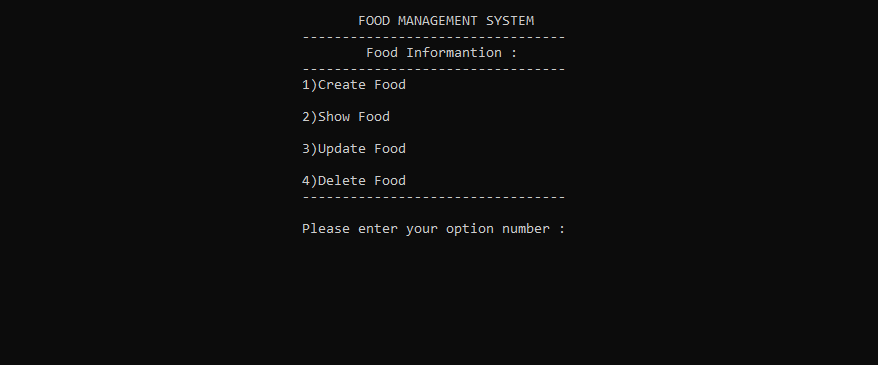 FOOD MANAGEMENT SYSTEM
---------------------------------
Food Informantion :
---------------------------------
1)Create Food
2)Show Food
3)Update Food
4)Delete Food
---------------------------------
Please enter your option number :